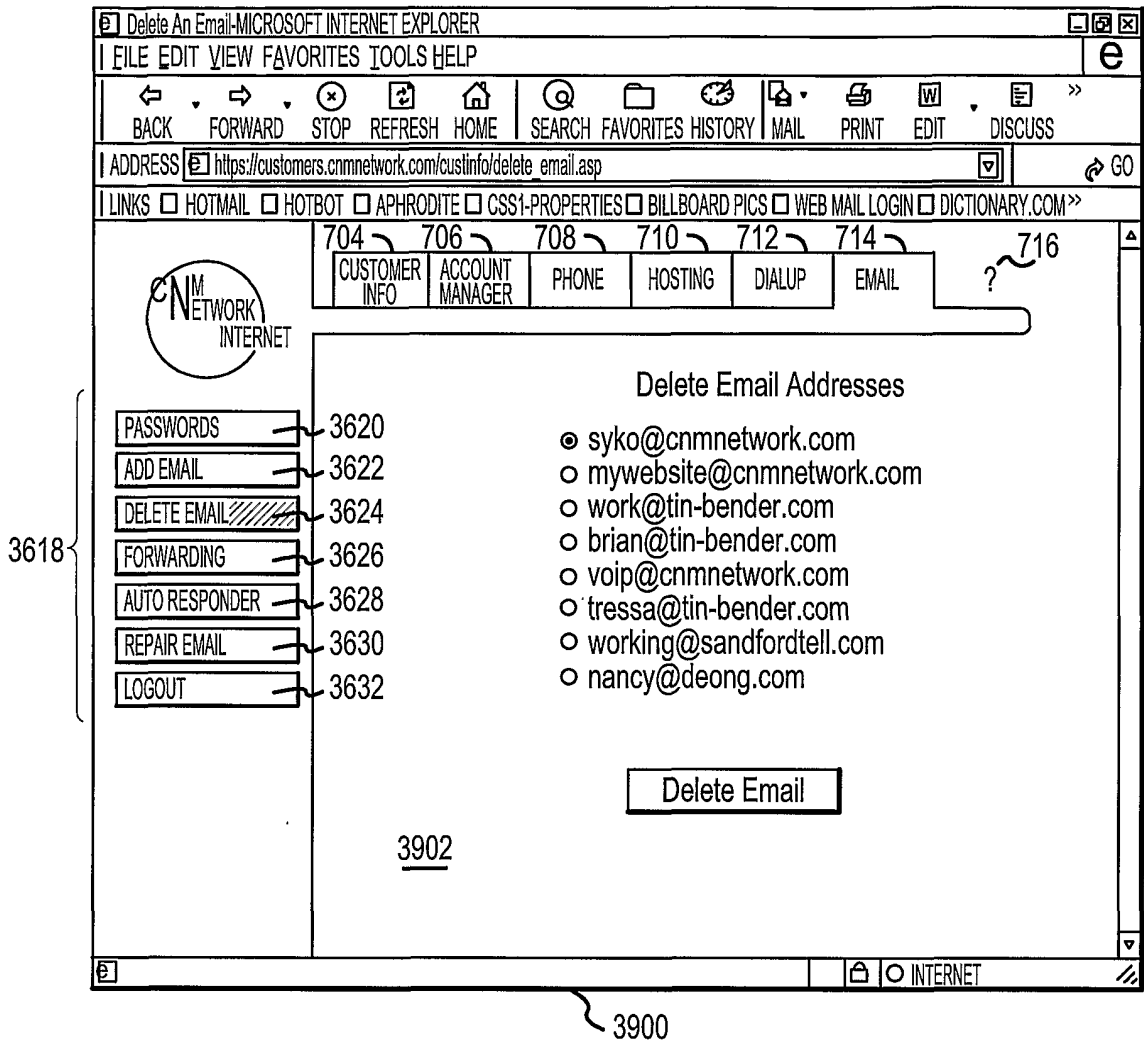 Delete An Email-MICROSOFT INTERNET EXPLORER
FILE EDIT VIEW FAVORITES TOOLS HELP
BACK FORWARD STOP REFRESH HOME SEARCH FAVORITES HISTORY MAIL PRINT EDIT DISCUSS »
ADDRESS https://customers.cnmnetwork.com/custinfo/delete_email.asp GO
LINKS HOTMAIL HOTBOT APHRODITE CSS1-PROPERTIES BILLBOARD PICS WEB MAIL LOGIN DICTIONARY.COM »
704 706 708 710 712 714 716
CUSTOMER INFO ACCOUNT MANAGER PHONE HOSTING DIALUP EMAIL ?
CNM
NETWORK
INTERNET
Delete Email Addresses
3618
PASSWORDS 3620
ADD EMAIL 3622
DELETE EMAIL 3624
FORWARDING 3626
AUTO RESPONDER 3628
REPAIR EMAIL 3630
LOGOUT 3632
syko@cnmnetwork.com
mywebsite@cnmnetwork.com
work@tin-bender.com
brian@tin-bender.com
voip@cnmnetwork.com
tressa@tin-bender.com
working@sandfordtell.com
nancy@deong.com
Delete Email
3902
INTERNET
3900